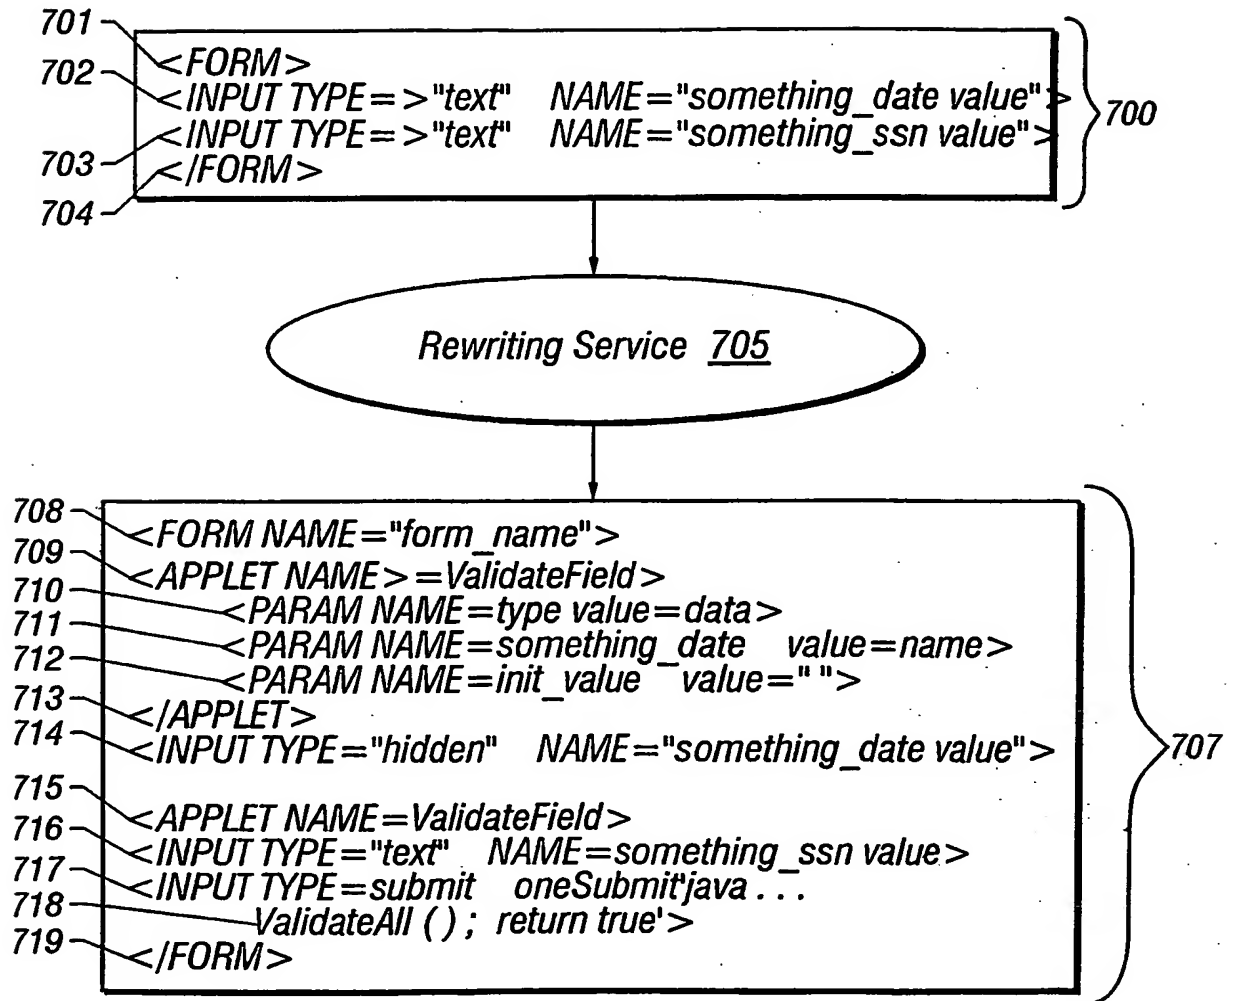 701
<FORM>
702
<INPUT TYPE=>"text" NAME="something_date value">
700
703
<INPUT TYPE=>"text" NAME="something_ssn value">
704
</FORM>
Rewriting Service 705
708
<FORM NAME="form_name">
709
<APPLET NAME>=ValidateField>
710
<PARAM NAME=type value=data>
711
<PARAM NAME=something_date value=name>
712
<PARAM NAME=init_value value=" ">
713
</APPLET>
714
<INPUT TYPE="hidden" NAME="something_date value">
707
715
<APPLET NAME=ValidateField>
716
<INPUT TYPE="text" NAME=something_ssn value>
717
<INPUT TYPE=submit oneSubmit'java . . .
718
ValidateAll ( ) ; return true'>
719
</FORM>